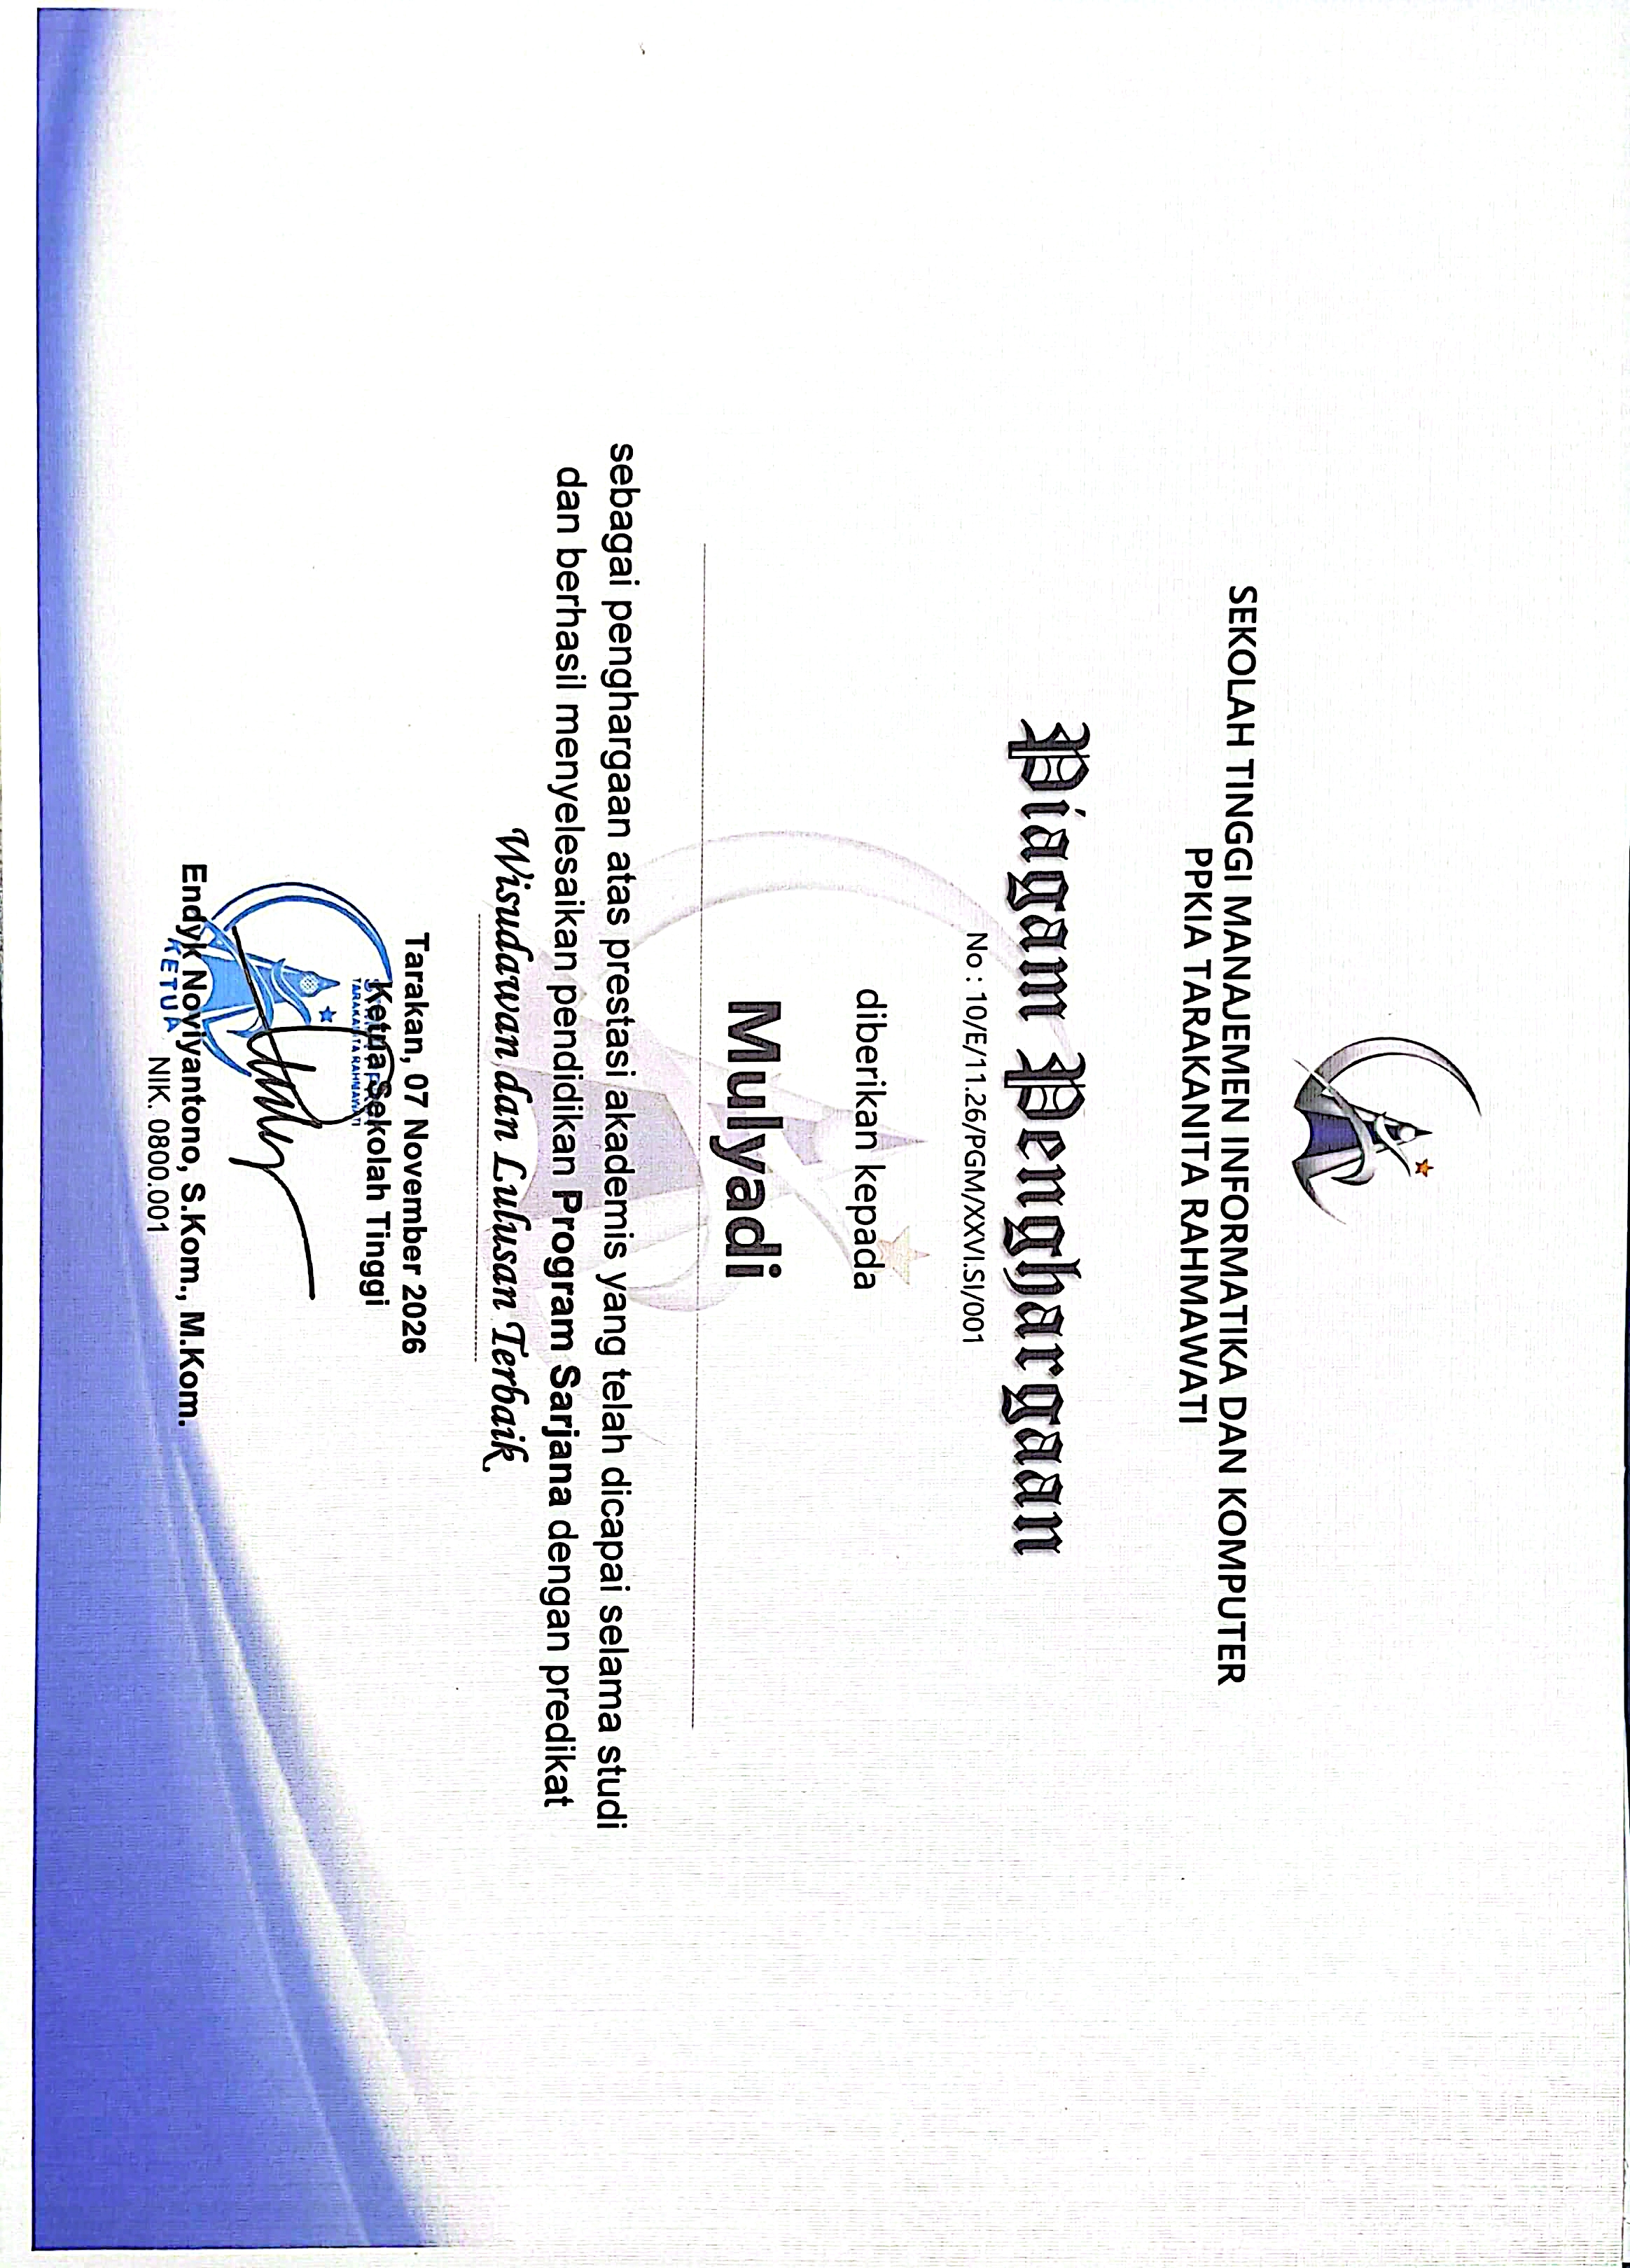 SEKOLAH TINGGI MANAJEMEN INFORMATIKA DAN KOMPUTER
PPKIA TARAKANITA RAHMAWATI
Piagam Penghargaan
No : 10/E/11.26/PGM/XXVI.SI/001
diberikan kepada
Mulyadi
sebagai penghargaan atas prestasi akademis yang telah dicapai selama studi
dan berhasil menyelesaikan pendidikan Program Sarjana dengan predikat
Wisudawan dan Lulusan Terbaik
Tarakan, 07 November 2026
Ketua Sekolah Tinggi
TARAKANITA RAHMAWATI
Endyk Noviyantono, S.Kom., M.Kom.
KETUA
NIK. 0800.001